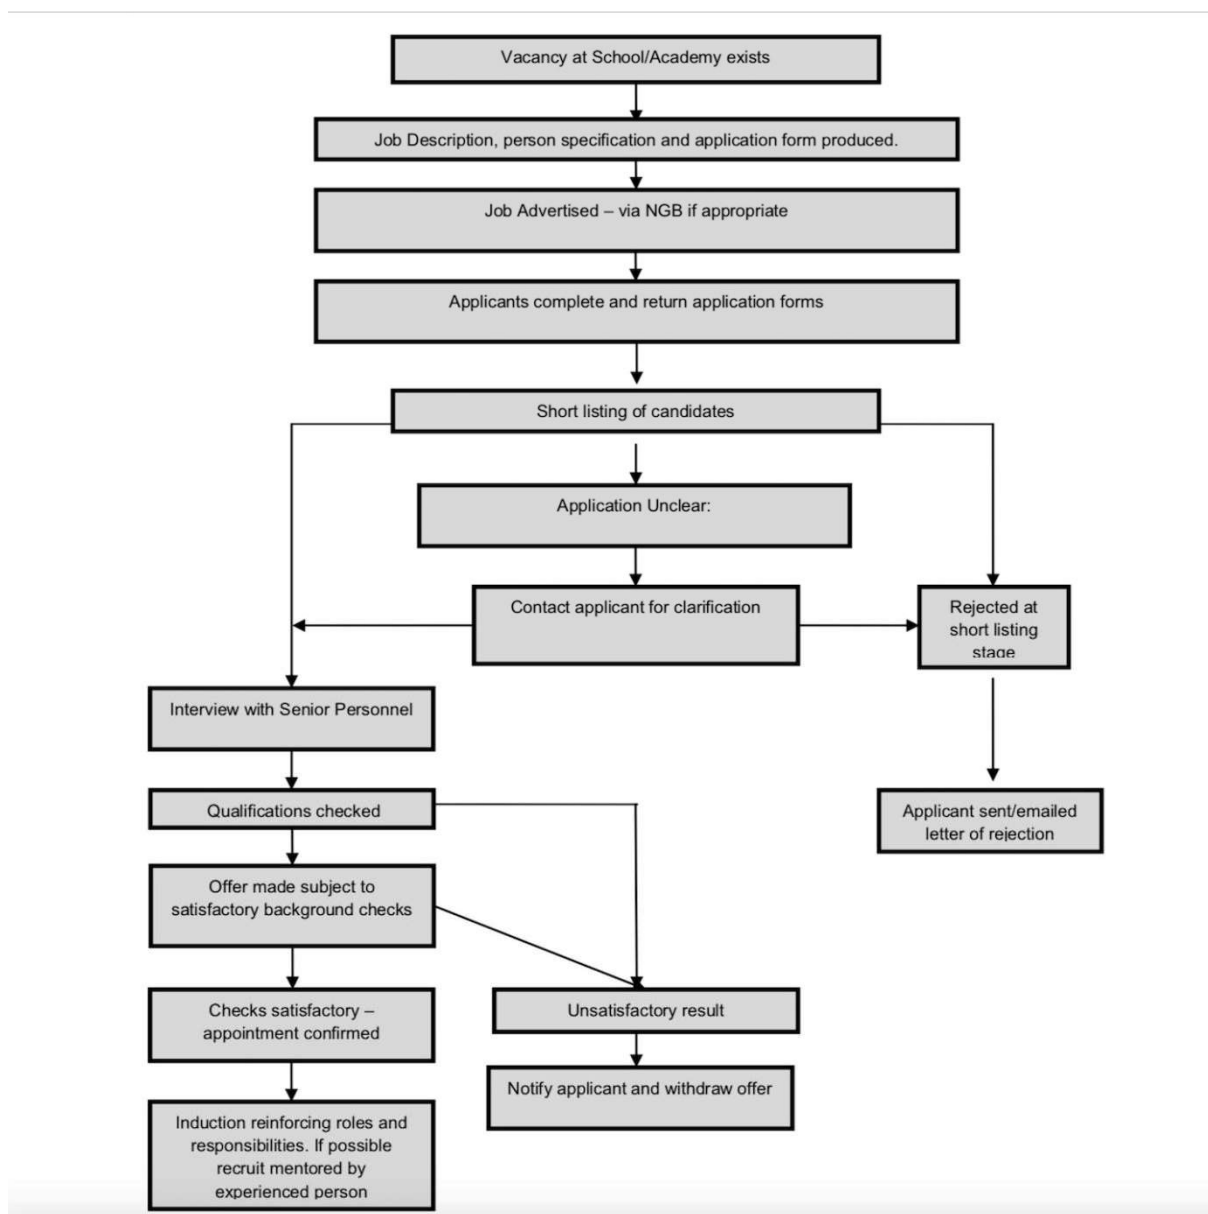 Vacancy at School/Academy exists
Job Description, person specification and application form produced.
Job Advertised – via NGB if appropriate
Applicants complete and return application forms
Short listing of candidates
Application Unclear:
Contact applicant for clarification
Rejected at
short listing
stage
Interview with Senior Personnel
Qualifications checked
Applicant sent/emailed
letter of rejection
Offer made subject to
satisfactory background checks
Checks satisfactory –
appointment confirmed
Unsatisfactory result
Notify applicant and withdraw offer
Induction reinforcing roles and
responsibilities. If possible
recruit mentored by
experienced person